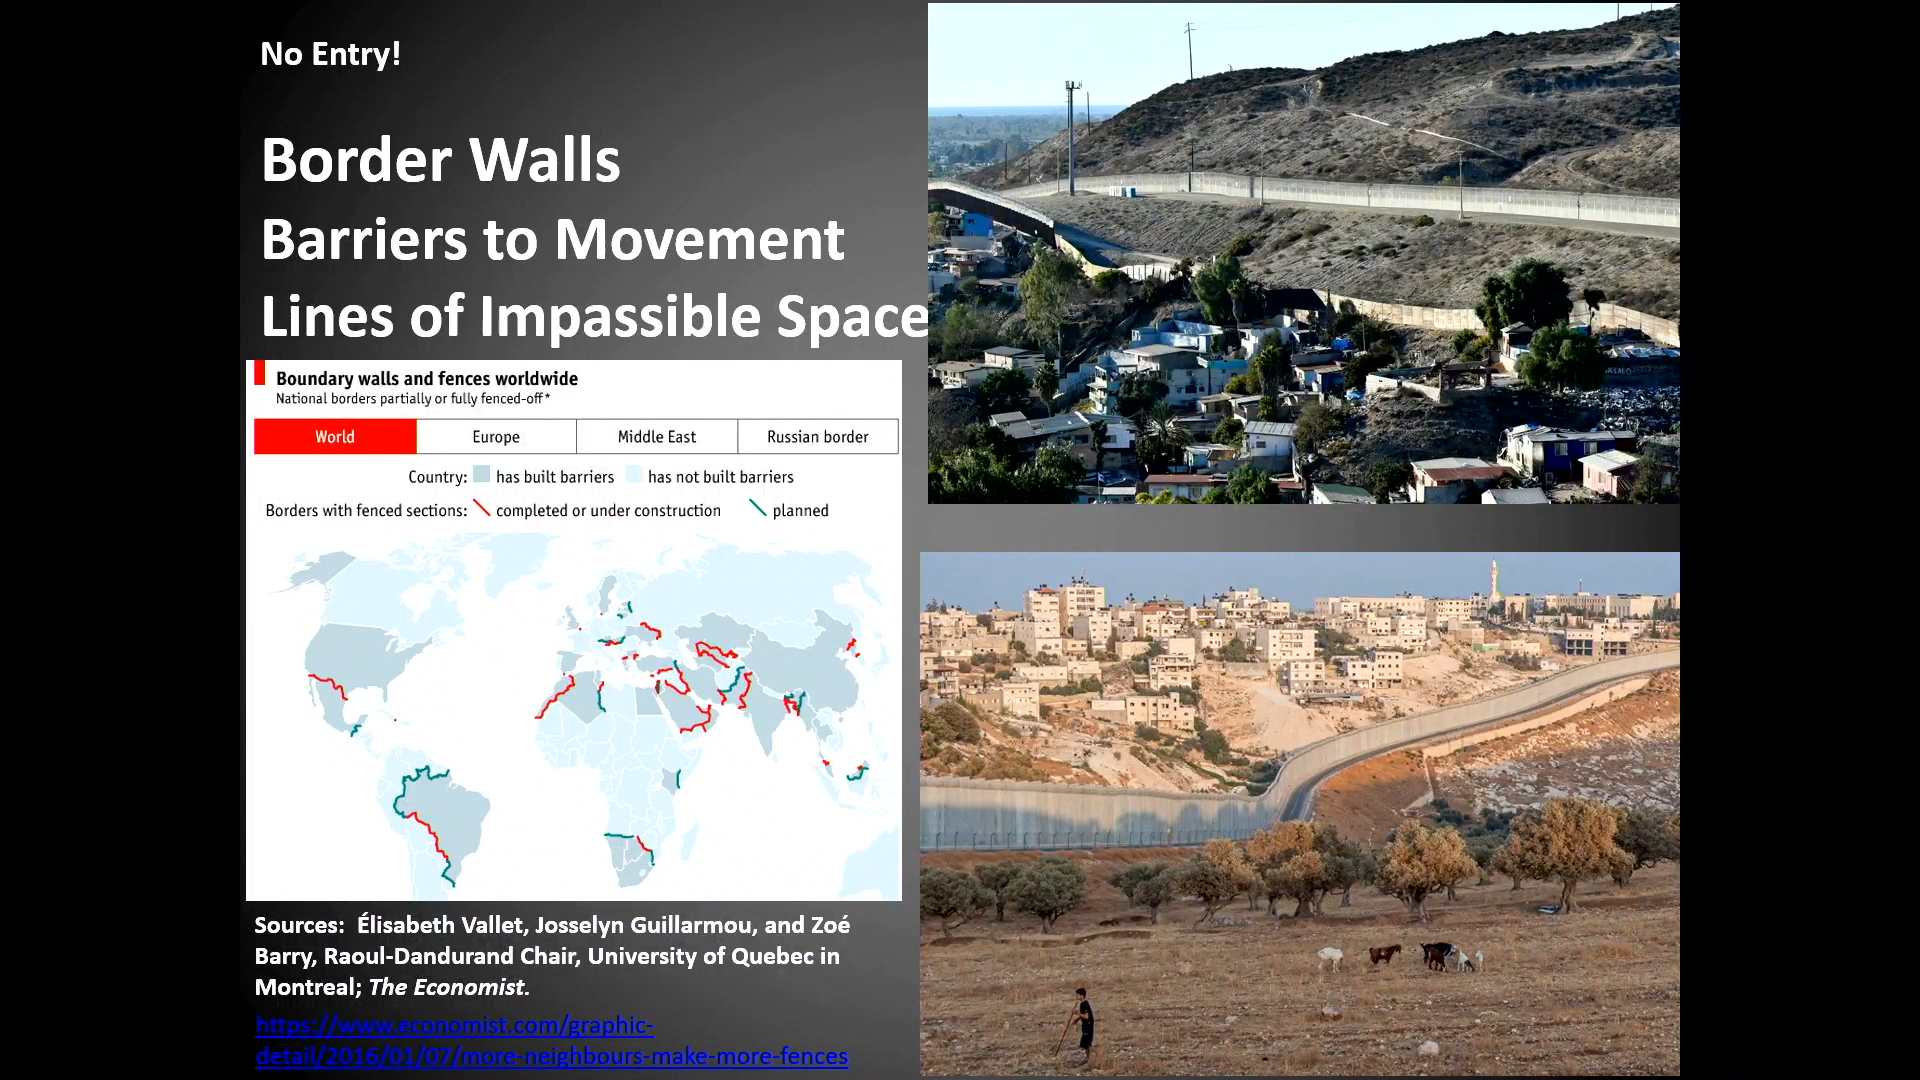 No Entry!
Border Walls
Barriers to Movement
Lines of Impassible Space
Boundary walls and fences worldwide
National borders partially or fully fenced-off*
World
Europe
Middle East
Russian border
Country: has built barriers has not built barriers
Borders with fenced sections: completed or under construction planned
Sources: Élisabeth Vallet, Josselyn Guillarmou, and Zoé
Barry, Raoul-Dandurand Chair, University of Quebec in
Montreal; The Economist.
https://www.economist.com/graphic-
detail/2016/01/07/more-neighbours-make-more-fences